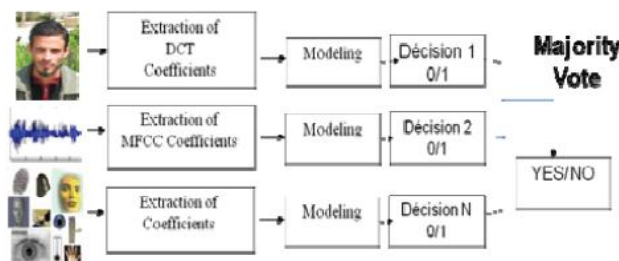 Extraction of
DCT
Coefficients
Modeling
Décision 1
0/1
Majority
Vote
Extraction of
MFCC Coefficients
Modeling
Décision 2
0/1
YES/NO
Extraction of
Coefficients
Modeling
Décision N
0/1